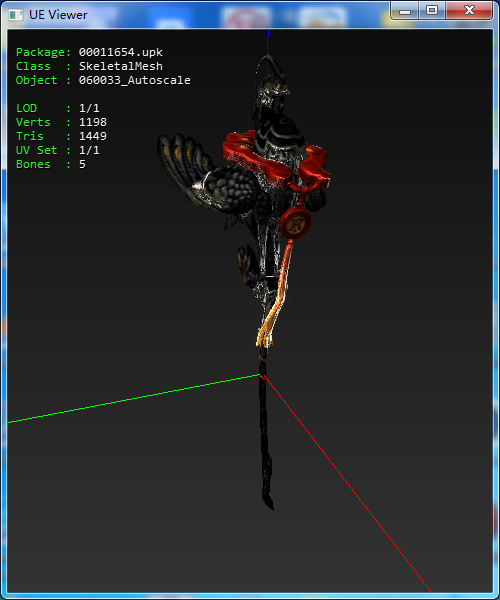 UE Viewer
Package: 00011654.upk
Class : SkeletalMesh
Object : 060033_Autoscale
LOD : 1/1
Verts : 1198
Tris : 1449
UV Set : 1/1
Bones : 5